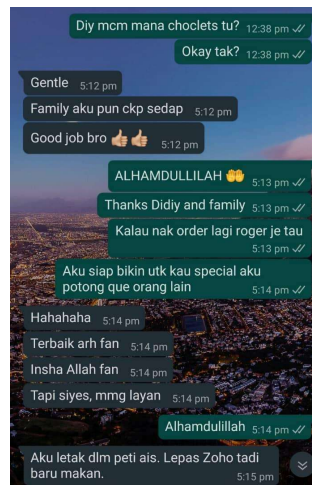 Diy mcm mana choclets tu? 12:38 pm
Okay tak? 12:38 pm
Gentle 5:12 pm
Family aku pun ckp sedap 5:12 pm
Good job bro 👍🏼👍🏼 5:12 pm
ALHAMDULLILAH 🤲 5:13 pm
Thanks Didiy and family 5:13 pm
Kalau nak order lagi roger je tau
5:13 pm
Aku siap bikin utk kau special aku
potong que orang lain 5:14 pm
Hahahaha 5:14 pm
Terbaik arh fan 5:14 pm
Insha Allah fan 5:14 pm
Tapi siyes, mmg layan 5:14 pm
Alhamdulillah 5:14 pm
Aku letak dlm peti ais. Lepas Zoho tadi
baru makan. 5:15 pm